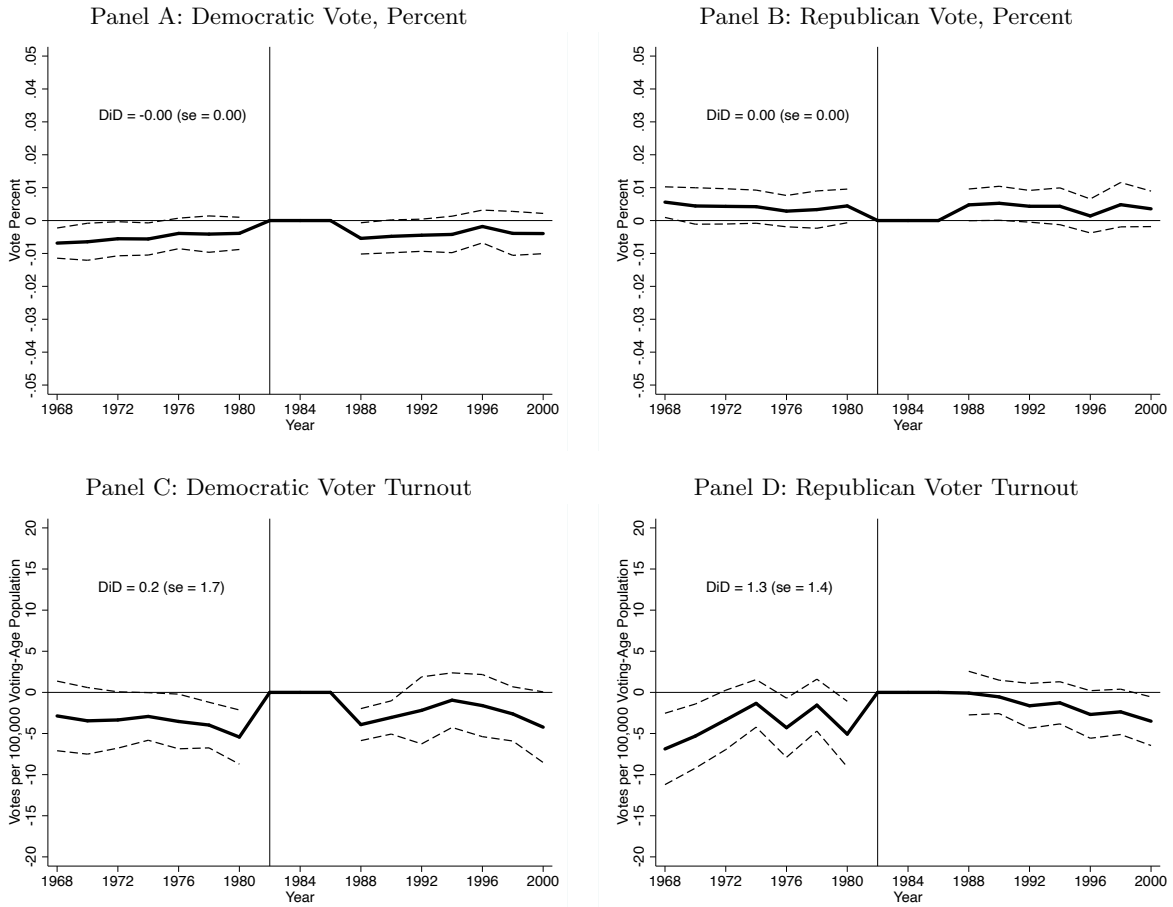 Panel A: Democratic Vote, Percent
Vote Percent
.05
.04
.03
.02
.01
0
-.01
-.02
-.03
-.04
-.05
DiD = -0.00 (se = 0.00)
1968 1972 1976 1980 1984 1988 1992 1996 2000
Year
Panel B: Republican Vote, Percent
Vote Percent
.05
.04
.03
.02
.01
0
-.01
-.02
-.03
-.04
-.05
DiD = 0.00 (se = 0.00)
1968 1972 1976 1980 1984 1988 1992 1996 2000
Year
Panel C: Democratic Voter Turnout
Votes per 100,000 Voting-Age Population
20
15
10
5
0
-5
-10
-15
-20
DiD = 0.2 (se = 1.7)
1968 1972 1976 1980 1984 1988 1992 1996 2000
Year
Panel D: Republican Voter Turnout
Votes per 100,000 Voting-Age Population
20
15
10
5
0
-5
-10
-15
-20
DiD = 1.3 (se = 1.4)
1968 1972 1976 1980 1984 1988 1992 1996 2000
Year